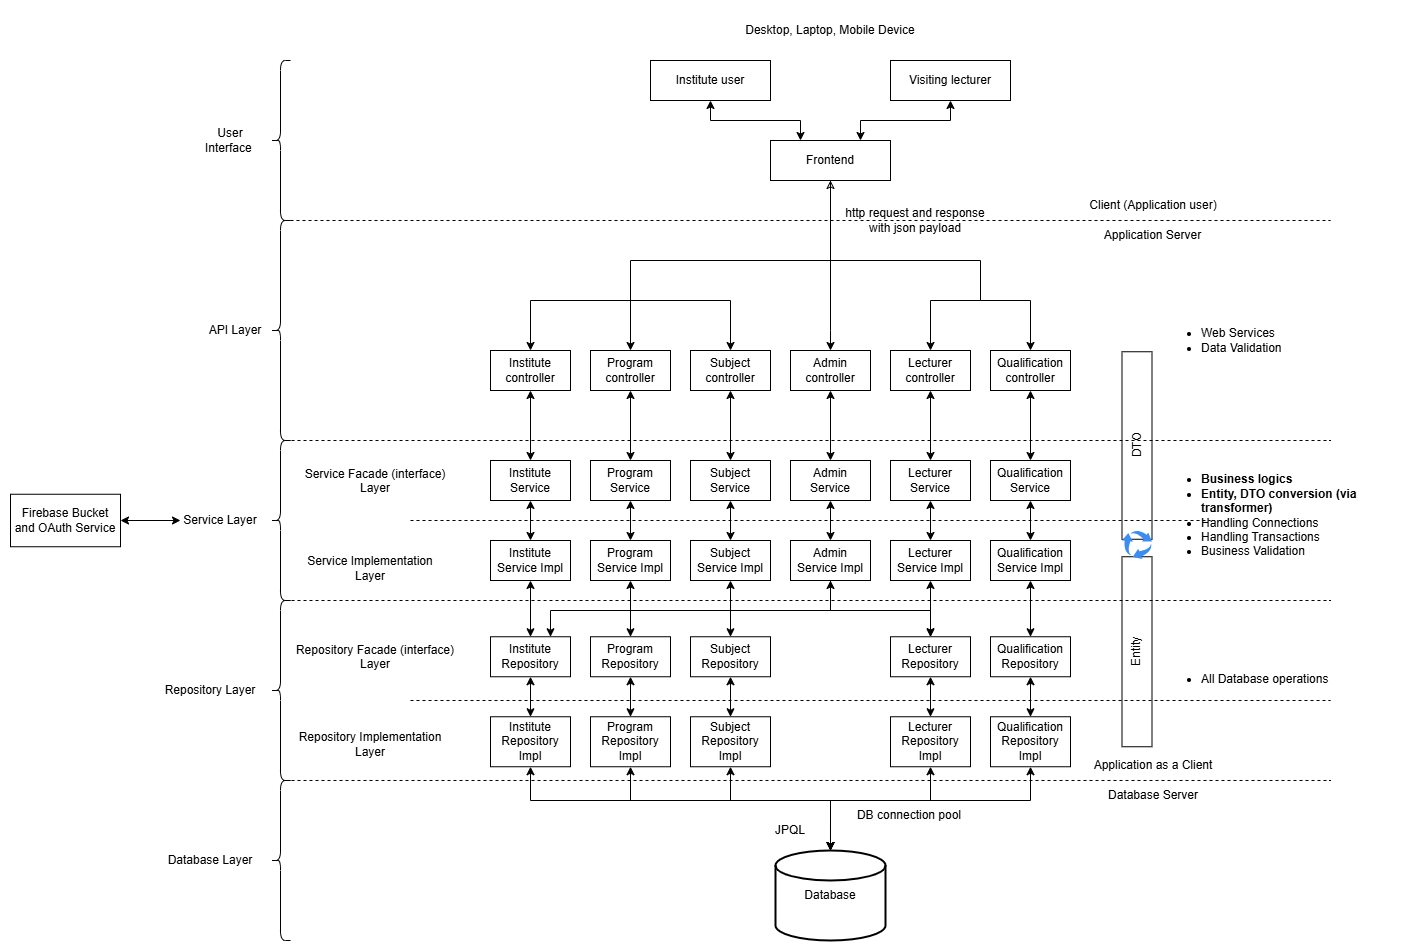 Desktop, Laptop, Mobile Device
Institute user
Visiting lecturer
User
Interface
Frontend
http request and response
with json payload
Client (Application user)
Application Server
API Layer
Web Services
Data Validation
Institute
controller
Program
controller
Subject
controller
Admin
controller
Lecturer
controller
Qualification
controller
DTO
Service Facade (interface)
Layer
Institute
Service
Program
Service
Subject
Service
Admin
Service
Lecturer
Service
Qualification
Service
Business logics
Entity, DTO conversion (via
transformer)
Handling Connections
Handling Transactions
Business Validation
Firebase Bucket
and OAuth Service
Service Layer
Service Implementation
Layer
Institute
Service Impl
Program
Service Impl
Subject
Service Impl
Admin
Service Impl
Lecturer
Service Impl
Qualification
Service Impl
Entity
Repository Facade (interface)
Layer
Institute
Repository
Program
Repository
Subject
Repository
Lecturer
Repository
Qualification
Repository
Repository Layer
All Database operations
Repository Implementation
Layer
Institute
Repository
Impl
Program
Repository
Impl
Subject
Repository
Impl
Lecturer
Repository
Impl
Qualification
Repository
Impl
Application as a Client
Database Server
DB connection pool
JPQL
Database Layer
Database